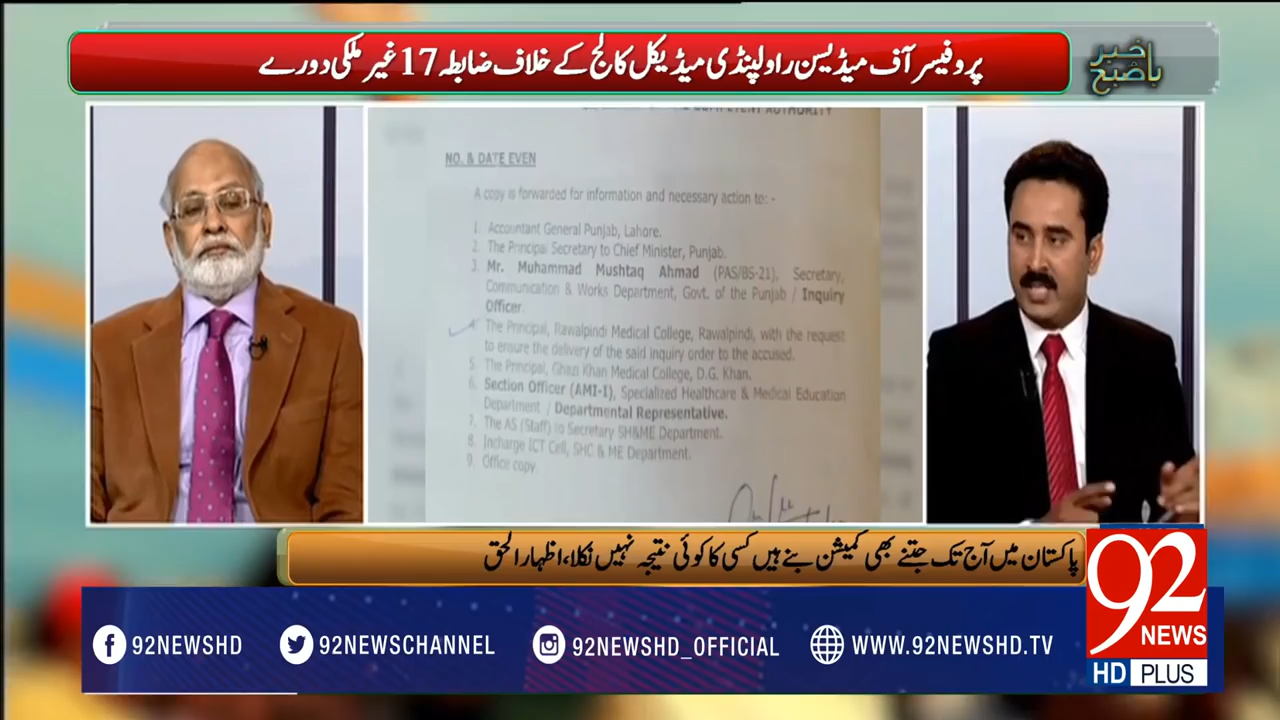 پروفیسر آف میڈیسن راولپنڈی میڈیکل کالج کے خلاف ضابطہ 17 غیر ملکی دورے
باخبر
صبح
COMPETENT AUTHORITY
NO. & DATE EVEN
A copy is forwarded for information and necessary action to: -
1. Accountant General Punjab, Lahore.
2. The Principal Secretary to Chief Minister, Punjab.
3. Mr. Muhammad Mushtaq Ahmad (PAS/BS-21), Secretary,
Communication & Works Department, Govt. of the Punjab / Inquiry
Officer.
4. The Principal, Rawalpindi Medical College, Rawalpindi, with the request
to ensure the delivery of the said inquiry order to the accused.
5. The Principal, Ghazi Khan Medical College, D.G. Khan.
6. Section Officer (AMI-I), Specialized Healthcare & Medical Education
Department / Departmental Representative.
7. The AS (Staff) to Secretary SH&ME Department.
8. Incharge ICT Cell, SHC & ME Department.
9. Office copy.
پاکستان میں آج تک جتنے بھی کمیشن بنے ہیں کسی کا کوئی نتیجہ نہیں نکلا، اظہار الحق
92
NEWS
HD PLUS
92NEWSHD
92NEWSCHANNEL
92NEWSHD_OFFICIAL
WWW.92NEWSHD.TV